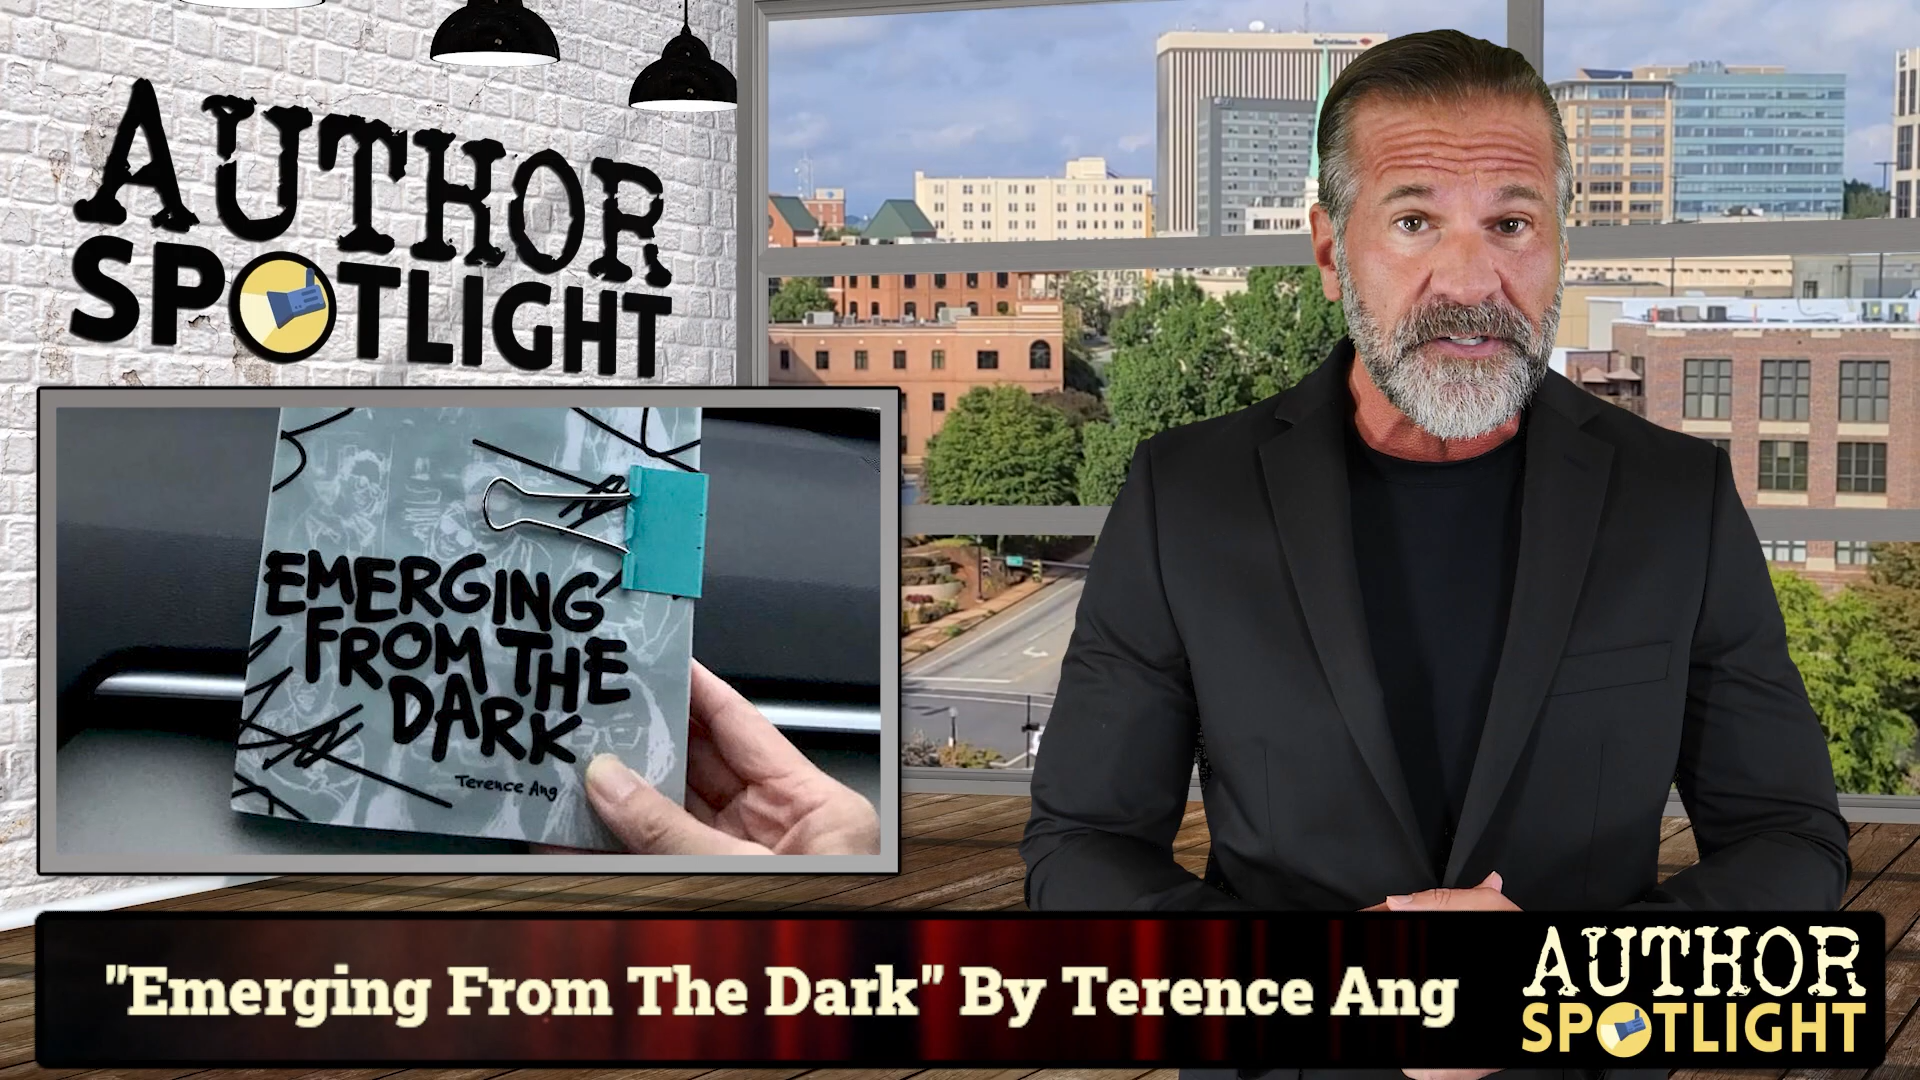 AUTHOR
SPOTLIGHT
EMERGING
FROM THE
DARK
Terence Ang
"Emerging From The Dark" By Terence Ang
AUTHOR
SPOTLIGHT